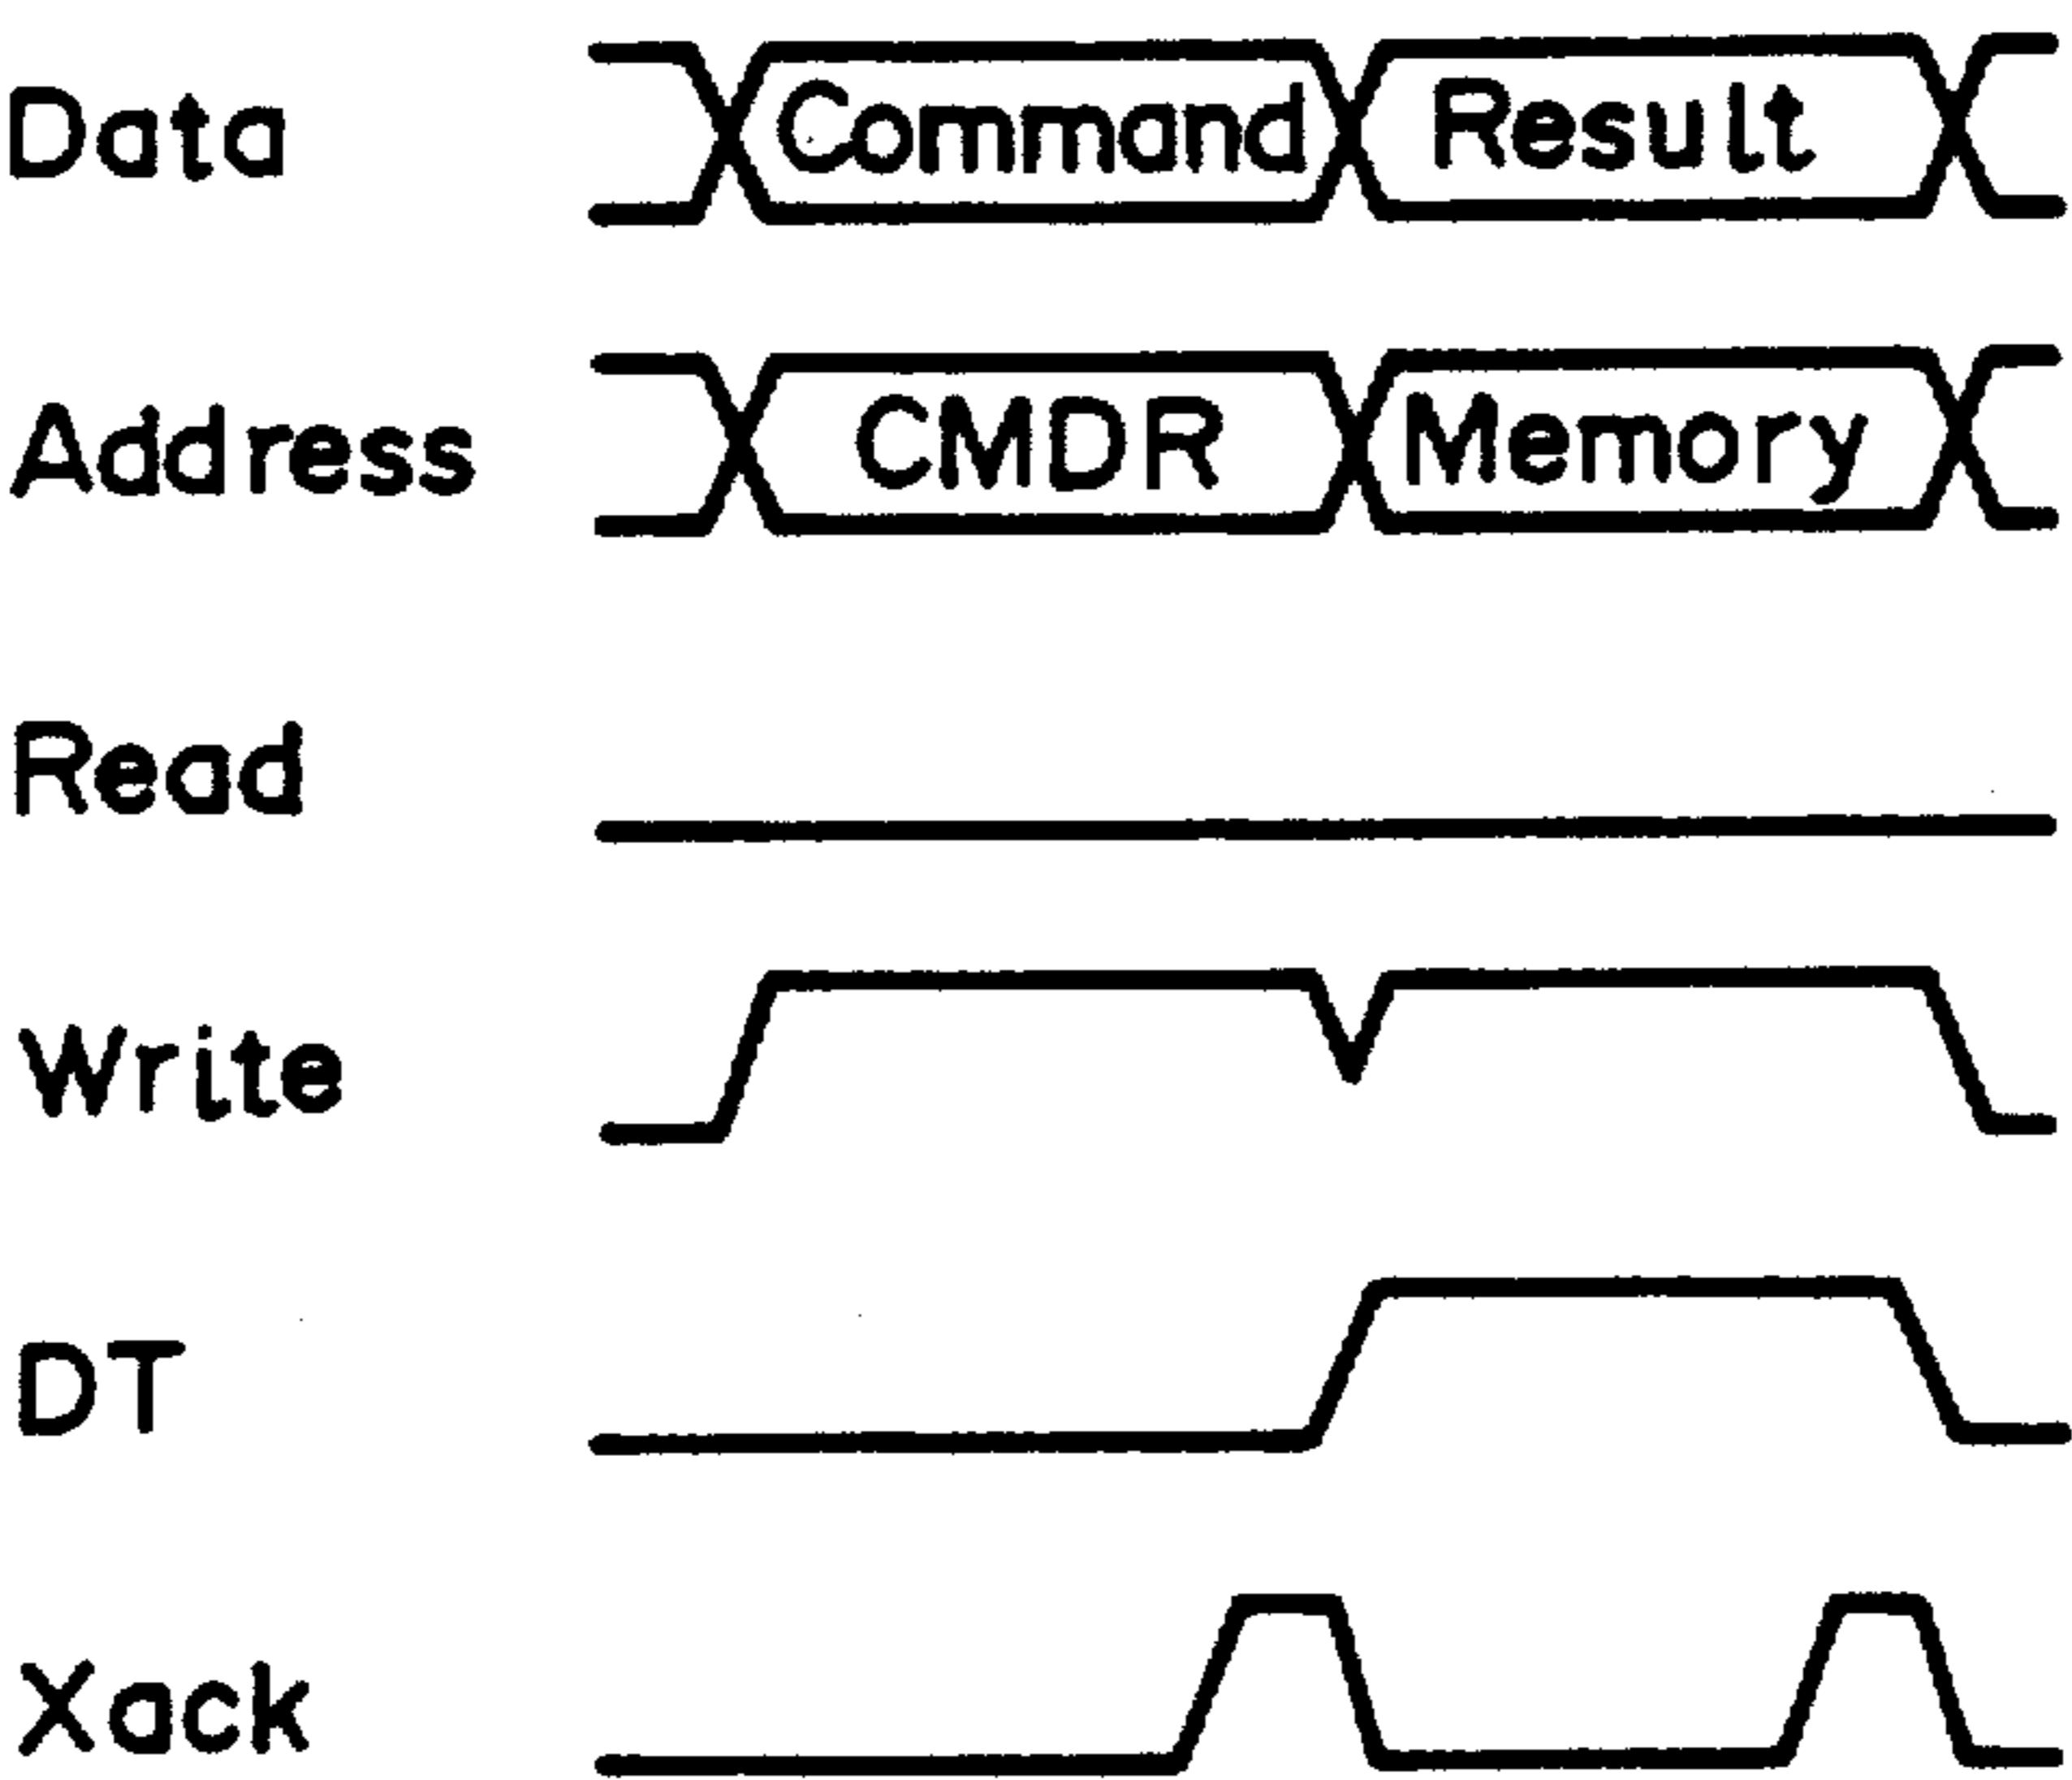 Data Command Result
Address CMDR Memory
Read
Write
DT
Xack